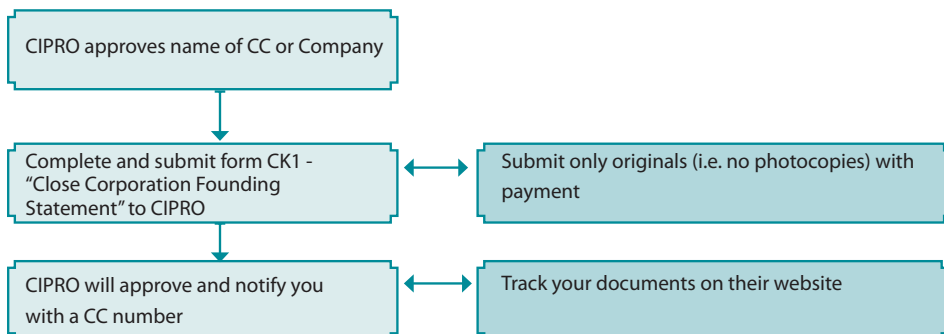 CIPRO approves name of CC or Company
Complete and submit form CK1 -
“Close Corporation Founding
Statement” to CIPRO
Submit only originals (i.e. no photocopies) with
payment
CIPRO will approve and notify you
with a CC number
Track your documents on their website